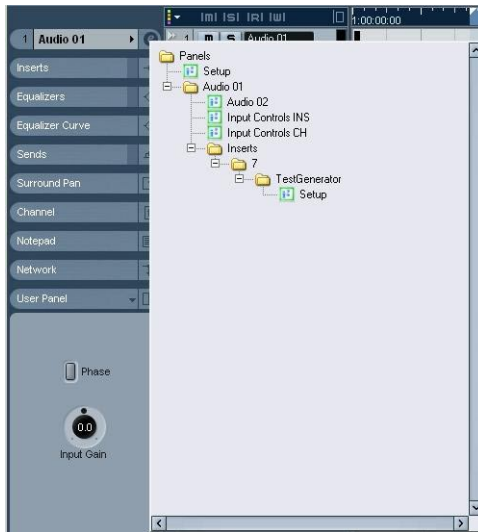 |M| |S| |R| |W|
1:00:00:00
1 Audio 01
1 m S Audio 01
Inserts
Equalizers
Equalizer Curve
Sends
Surround Pan
Channel
Notepad
Network
User Panel
Phase
0.0
Input Gain
Panels
Setup
Audio 01
Audio 02
Input Controls INS
Input Controls CH
Inserts
7
TestGenerator
Setup